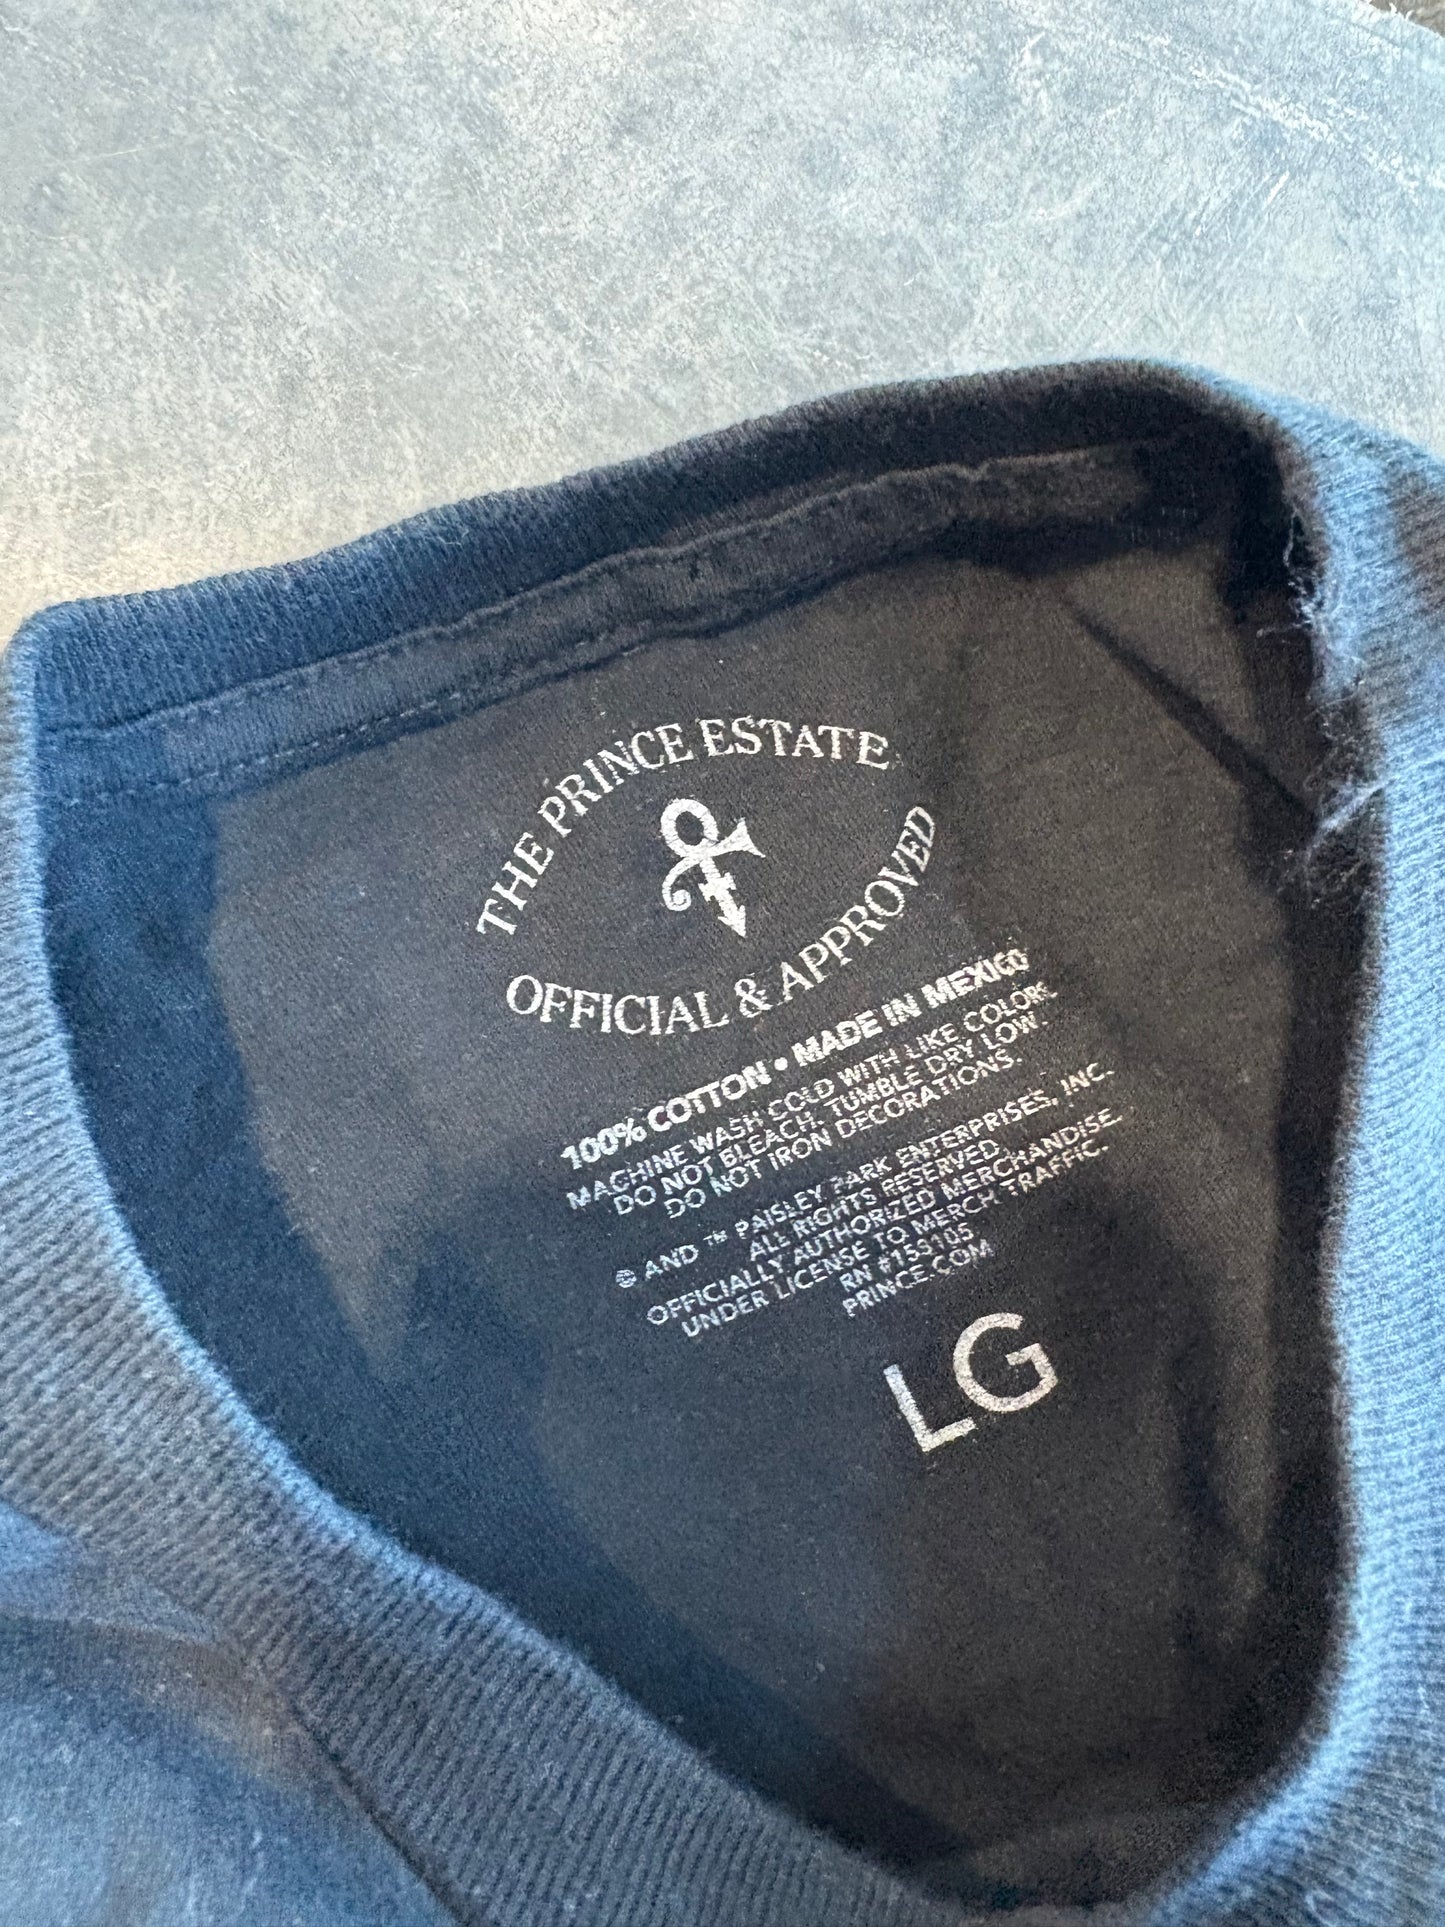 THE PRINCE ESTATE
OFFICIAL & APPROVED
100% COTTON • MADE IN MEXICO
MACHINE WASH COLD WITH LIKE COLORS
DO NOT BLEACH. TUMBLE DRY LOW.
DO NOT IRON DECORATIONS.
© AND ™ PAISLEY PARK ENTERPRISES, INC.
ALL RIGHTS RESERVED.
OFFICIALLY AUTHORIZED MERCHANDISE.
UNDER LICENSE TO MERCH TRAFFIC.
RN #158105
PRINCE.COM
LG